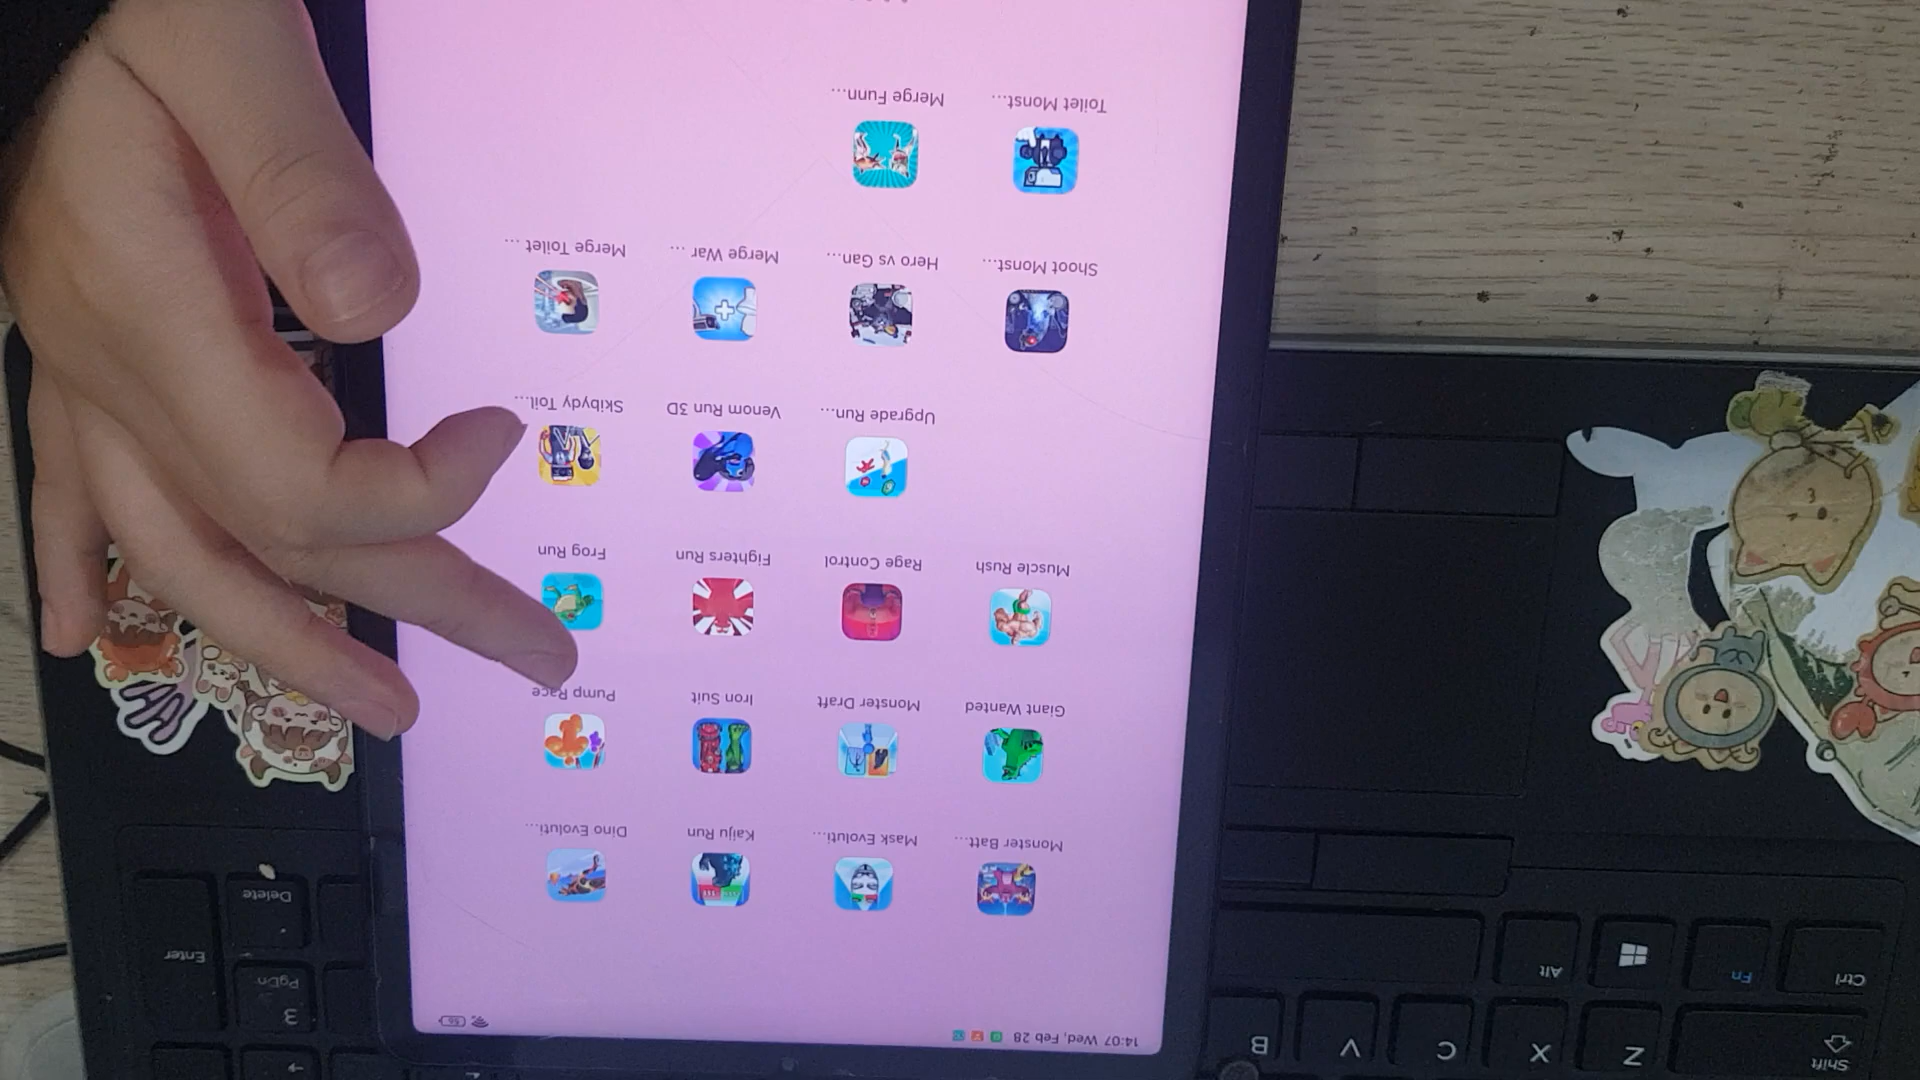 14:07 Wed, Feb 28
56
Monster Batt...
Mask Evoluti...
Kaiju Run
Dino Evoluti...
Giant Wanted
Monster Draft
Iron Suit
Pump Race
Muscle Rush
Rage Control
Fighters Run
Frog Run
Upgrade Run...
Venom Run 3D
Skibydy Toil...
Shoot Monst...
Hero vs Gan...
Merge War ...
Merge Toilet ...
Toilet Monst...
Merge Funn...
Shift
Z
X
C
V
B
Ctrl
Fn
Alt
3
PgDn
Enter
Delete